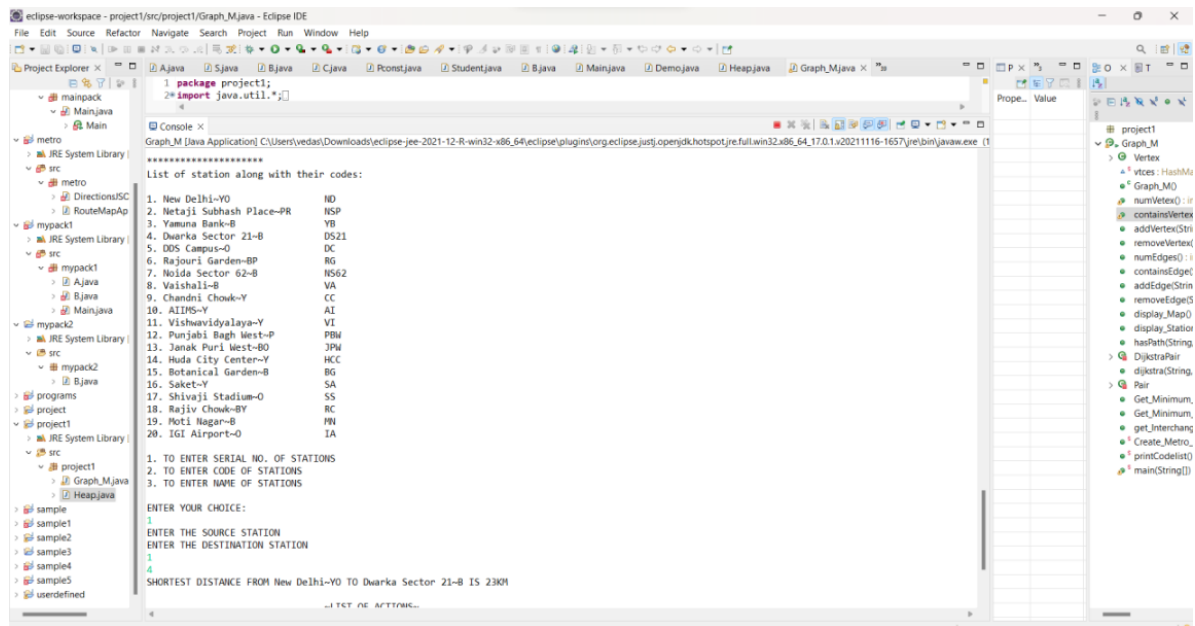 eclipse-workspace - project1/src/project1/Graph_M.java - Eclipse IDE
File Edit Source Refactor Navigate Search Project Run Window Help
Project Explorer
mainpack
Main.java
Main
metro
JRE System Library
src
metro
DirectionsJSC
RouteMapAp
mypack1
JRE System Library
src
mypack1
A.java
B.java
Main.java
mypack2
JRE System Library
src
mypack2
B.java
programs
project
project1
JRE System Library
src
project1
Graph_M.java
Heap.java
sample
sample1
sample2
sample3
sample4
sample5
userdefined
A.java S.java B.java C.java Pconst.java Student.java B.java Main.java Demo.java Heap.java Graph_M.java
1 package project1;
2 import java.util.*;
Console
Graph_M [Java Application] C:\Users\vedas\Downloads\eclipse-jee-2021-12-R-win32-x86_64\eclipse\plugins\org.eclipse.justj.openjdk.hotspot.jre.full.win32.x86_64_17.0.1.v20211116-1657\jre\bin\javaw.exe (1
**********************
List of station along with their codes:
1. New Delhi~YO ND
2. Netaji Subhash Place~PR NSP
3. Yamuna Bank~B YB
4. Dwarka Sector 21~B DS21
5. DDS Campus~O DC
6. Rajouri Garden~BP RG
7. Noida Sector 62~B NS62
8. Vaishali~B VA
9. Chandni Chowk~Y CC
10. AIIMS~Y AI
11. Vishwavidyalaya~Y VI
12. Punjabi Bagh West~P PBW
13. Janak Puri West~BO JPW
14. Huda City Center~Y HCC
15. Botanical Garden~B BG
16. Saket~Y SA
17. Shivaji Stadium~O SS
18. Rajiv Chowk~BY RC
19. Moti Nagar~B MN
20. IGI Airport~O IA
1. TO ENTER SERIAL NO. OF STATIONS
2. TO ENTER CODE OF STATIONS
3. TO ENTER NAME OF STATIONS
ENTER YOUR CHOICE:
1
ENTER THE SOURCE STATION
ENTER THE DESTINATION STATION
1
4
SHORTEST DISTANCE FROM New Delhi~YO TO Dwarka Sector 21~B IS 23KM
~LIST OF ACTIONS~
P
Prope... Value
O T
project1
Graph_M
Vertex
vtces : HashMa
Graph_M()
numVetex() : in
containsVertex
addVertex(Strin
removeVertex(
numEdges() : in
containsEdge(
addEdge(Strin
removeEdge(S
display_Map()
display_Station
hasPath(String,
DijkstraPair
dijkstra(String,
Pair
Get_Minimum_
Get_Minimum_
get_Interchang
Create_Metro_
printCodelist()
main(String[])